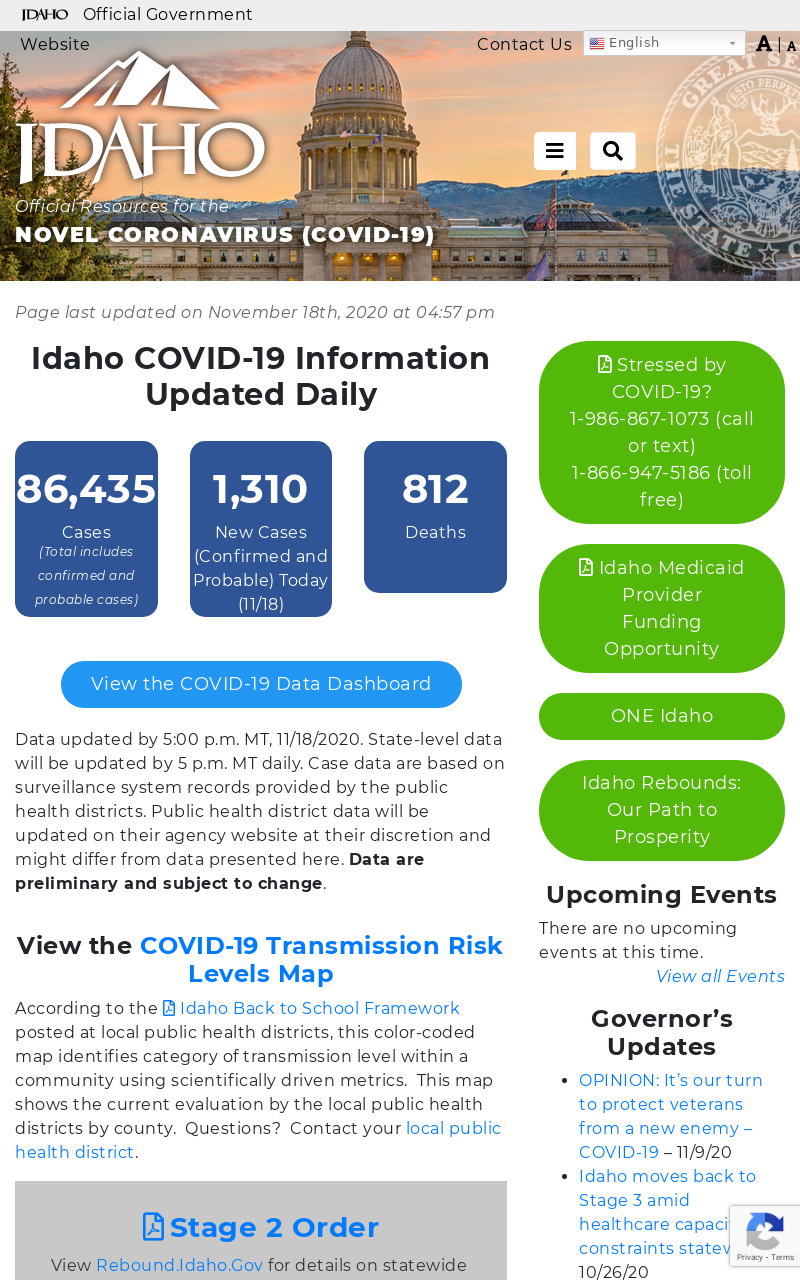 IDAHO Official Government
Website
Contact Us
English
A | A
IDAHO
GREAT SEAL
ESTO PERPETUA
THE STATE OF
Official Resources for the
NOVEL CORONAVIRUS (COVID-19)
Page last updated on November 18th, 2020 at 04:57 pm
Idaho COVID-19 Information
Updated Daily
86,435
Cases
(Total includes
confirmed and
probable cases)
1,310
New Cases
(Confirmed and
Probable) Today
(11/18)
812
Deaths
View the COVID-19 Data Dashboard
Data updated by 5:00 p.m. MT, 11/18/2020. State-level data
will be updated by 5 p.m. MT daily. Case data are based on
surveillance system records provided by the public
health districts. Public health district data will be
updated on their agency website at their discretion and
might differ from data presented here. Data are
preliminary and subject to change.
View the COVID-19 Transmission Risk
Levels Map
According to the Idaho Back to School Framework
posted at local public health districts, this color-coded
map identifies category of transmission level within a
community using scientifically driven metrics.  This map
shows the current evaluation by the local public health
districts by county.  Questions?  Contact your local public
health district.
Stage 2 Order
View Rebound.Idaho.Gov for details on statewide
Stressed by
COVID-19?
1-986-867-1073 (call
or text)
1-866-947-5186 (toll
free)
Idaho Medicaid
Provider
Funding
Opportunity
ONE Idaho
Idaho Rebounds:
Our Path to
Prosperity
Upcoming Events
There are no upcoming
events at this time.
View all Events
Governor’s
Updates
OPINION: It’s our turn
to protect veterans
from a new enemy –
COVID-19 – 11/9/20
Idaho moves back to
Stage 3 amid
healthcare
constraints
10/26/20
Privacy - Terms